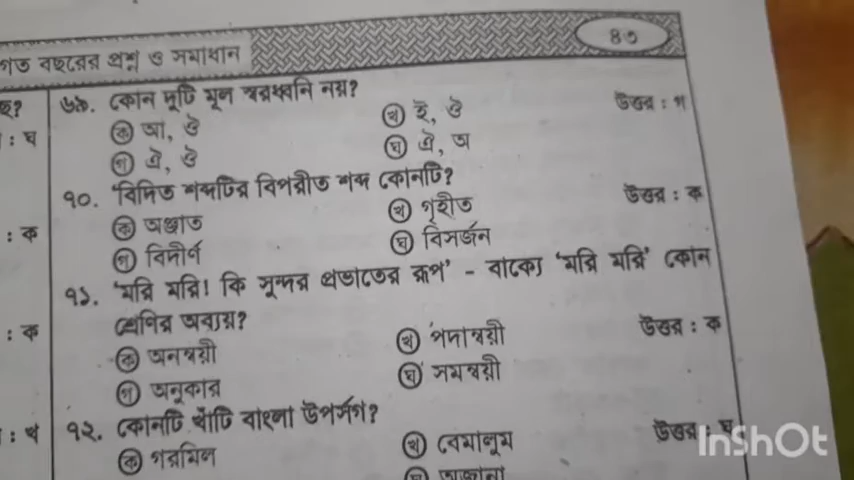 গত বছরের প্রশ্ন ও সমাধান
৪৩
: ঘ
: ক
: ক
: খ
৬৯. কোন দুটি মূল স্বরধ্বনি নয়?
উত্তর : গ
ক আ, ঔ
খ ই, ঔ
গ ঐ, ঔ
ঘ ঐ, অ
৭০. 'বিদিত শব্দটির বিপরীত শব্দ কোনটি?
উত্তর : ক
ক অজ্ঞাত
খ গৃহীত
গ বিদীর্ণ
ঘ বিসর্জন
৭১. 'মরি মরি! কি সুন্দর প্রভাতের রূপ' - বাক্যে 'মরি মরি' কোন
শ্রেণির অব্যয়?
উত্তর : ক
ক অনন্বয়ী
খ পদান্বয়ী
গ অনুকার
ঘ সমন্বয়ী
৭২. কোনটি খাঁটি বাংলা উপসর্গ?
উত্তর : ঘ
ক গরমিল
খ বেমালুম
ঘ অজানা
InShOt